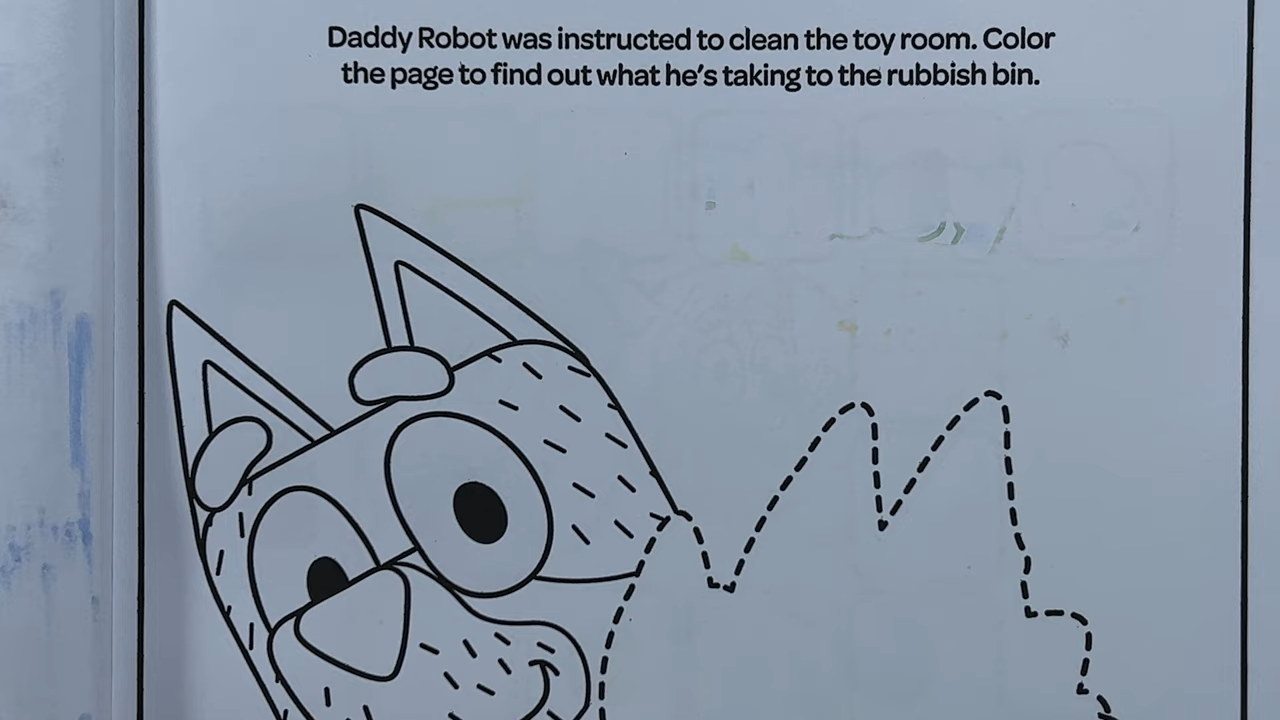 Daddy Robot was instructed to clean the toy room. Color
the page to find out what he's taking to the rubbish bin.